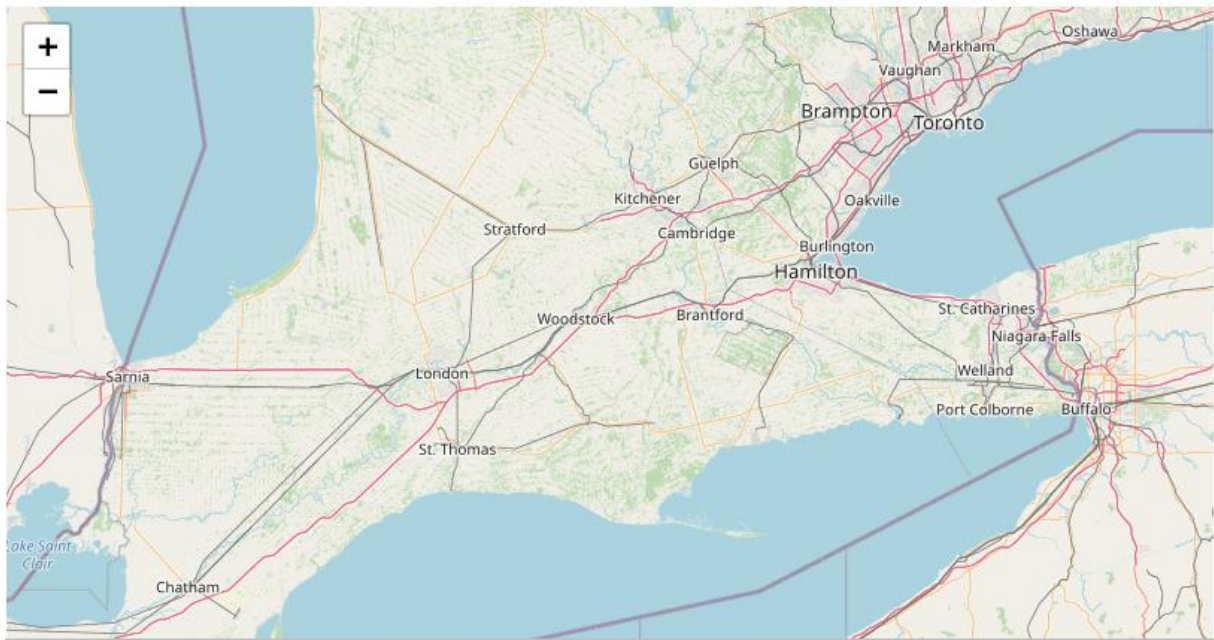 +
−
Oshawa
Markham
Vaughan
Brampton
Toronto
Guelph
Kitchener
Oakville
Stratford
Cambridge
Burlington
Hamilton
St. Catharines
Brantford
Woodstock
Niagara Falls
Welland
London
Sarnia
Port Colborne
Buffalo
St. Thomas
Lake Saint
Clair
Chatham